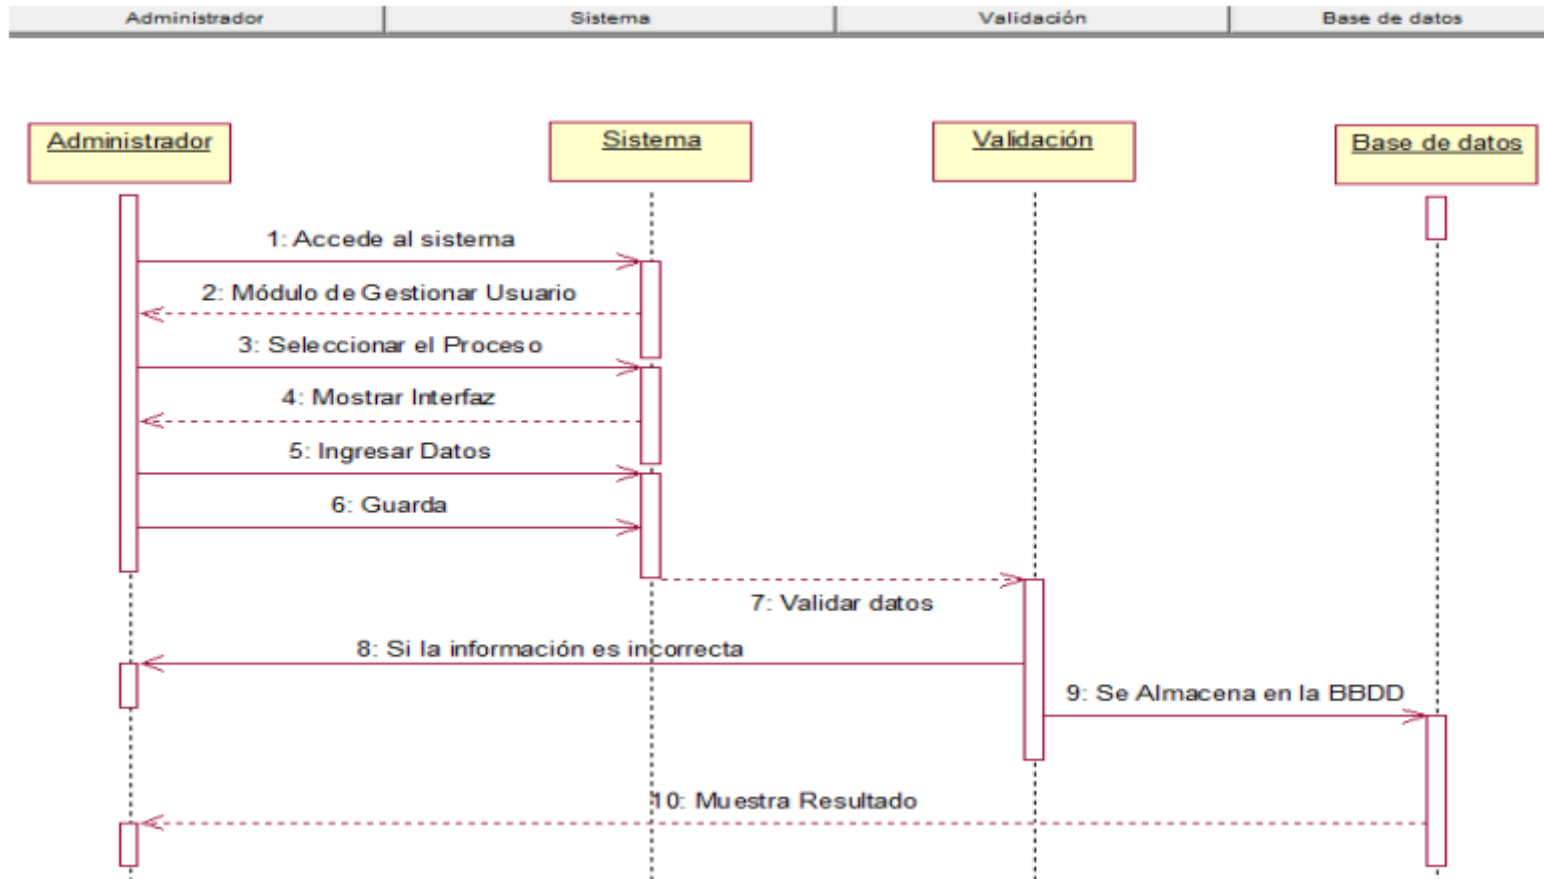 Administrador
Sistema
Validación
Base de datos
Administrador
Sistema
Validación
Base de datos
1: Accede al sistema
2: Módulo de Gestionar Usuario
3: Seleccionar el Proceso
4: Mostrar Interfaz
5: Ingresar Datos
6: Guarda
7: Validar datos
8: Si la información es incorrecta
9: Se Almacena en la BBDD
10: Muestra Resultado